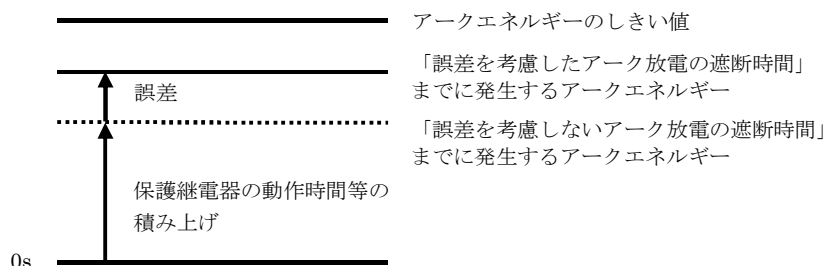 アークエネルギーのしきい値
「誤差を考慮したアーク放電の遮断時間」
までに発生するアークエネルギー
誤差
「誤差を考慮しないアーク放電の遮断時間」
までに発生するアークエネルギー
保護継電器の動作時間等の
積み上げ
0s